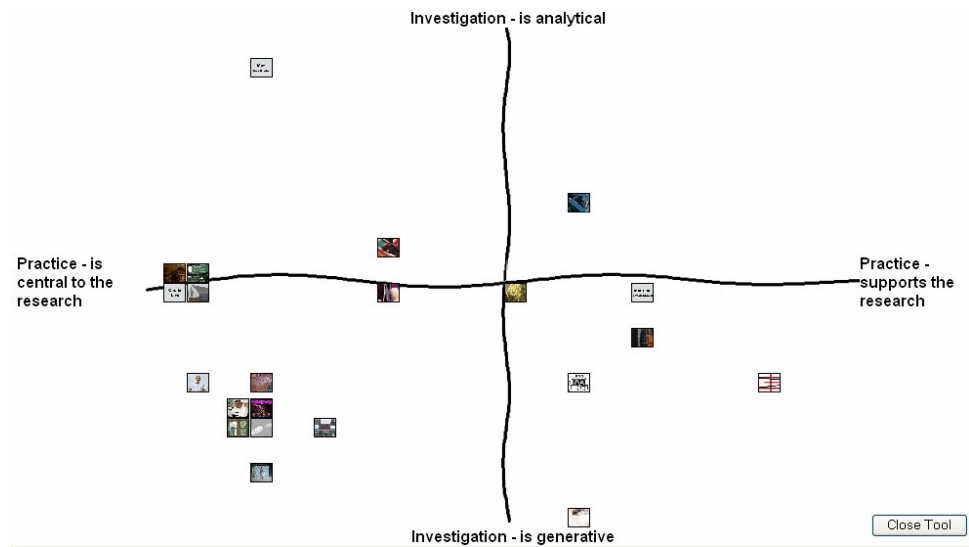 Investigation - is analytical
Practice - is
central to the
research
Practice -
supports the
research
Investigation - is generative
Close Tool